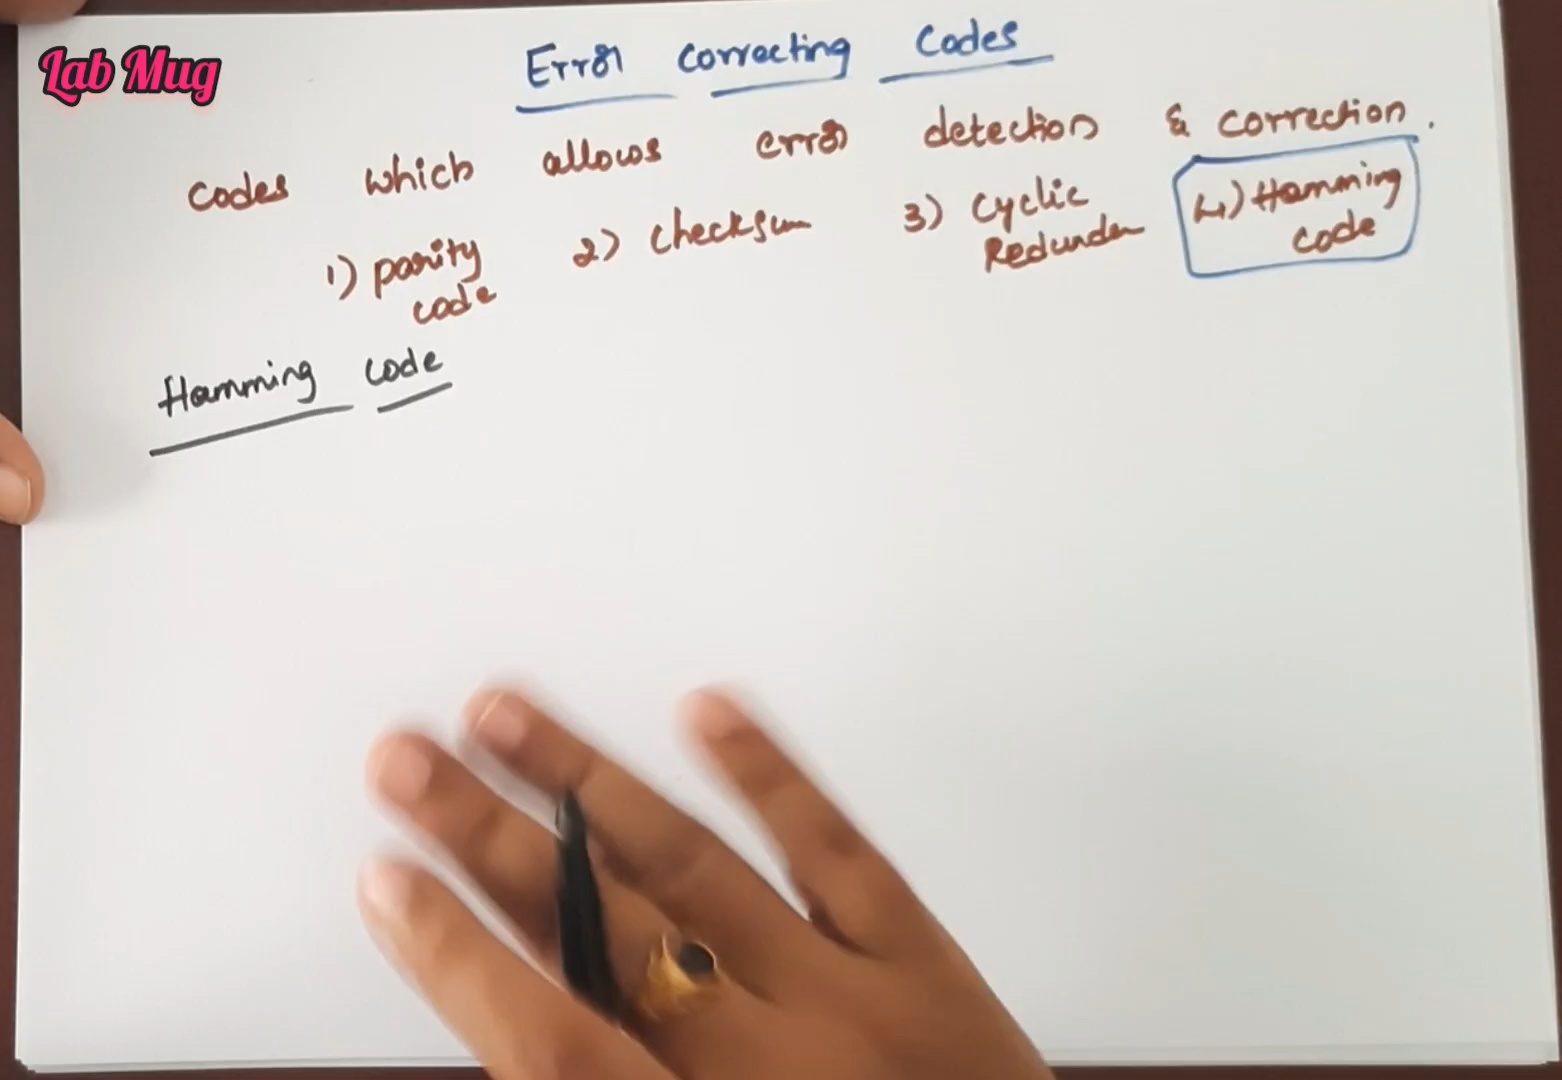 Lab Mug
Error correcting Codes
codes which allows error detection & correction.
1) parity code 2) checksum 3) Cyclic Redundan 4) Hamming code
Hamming code